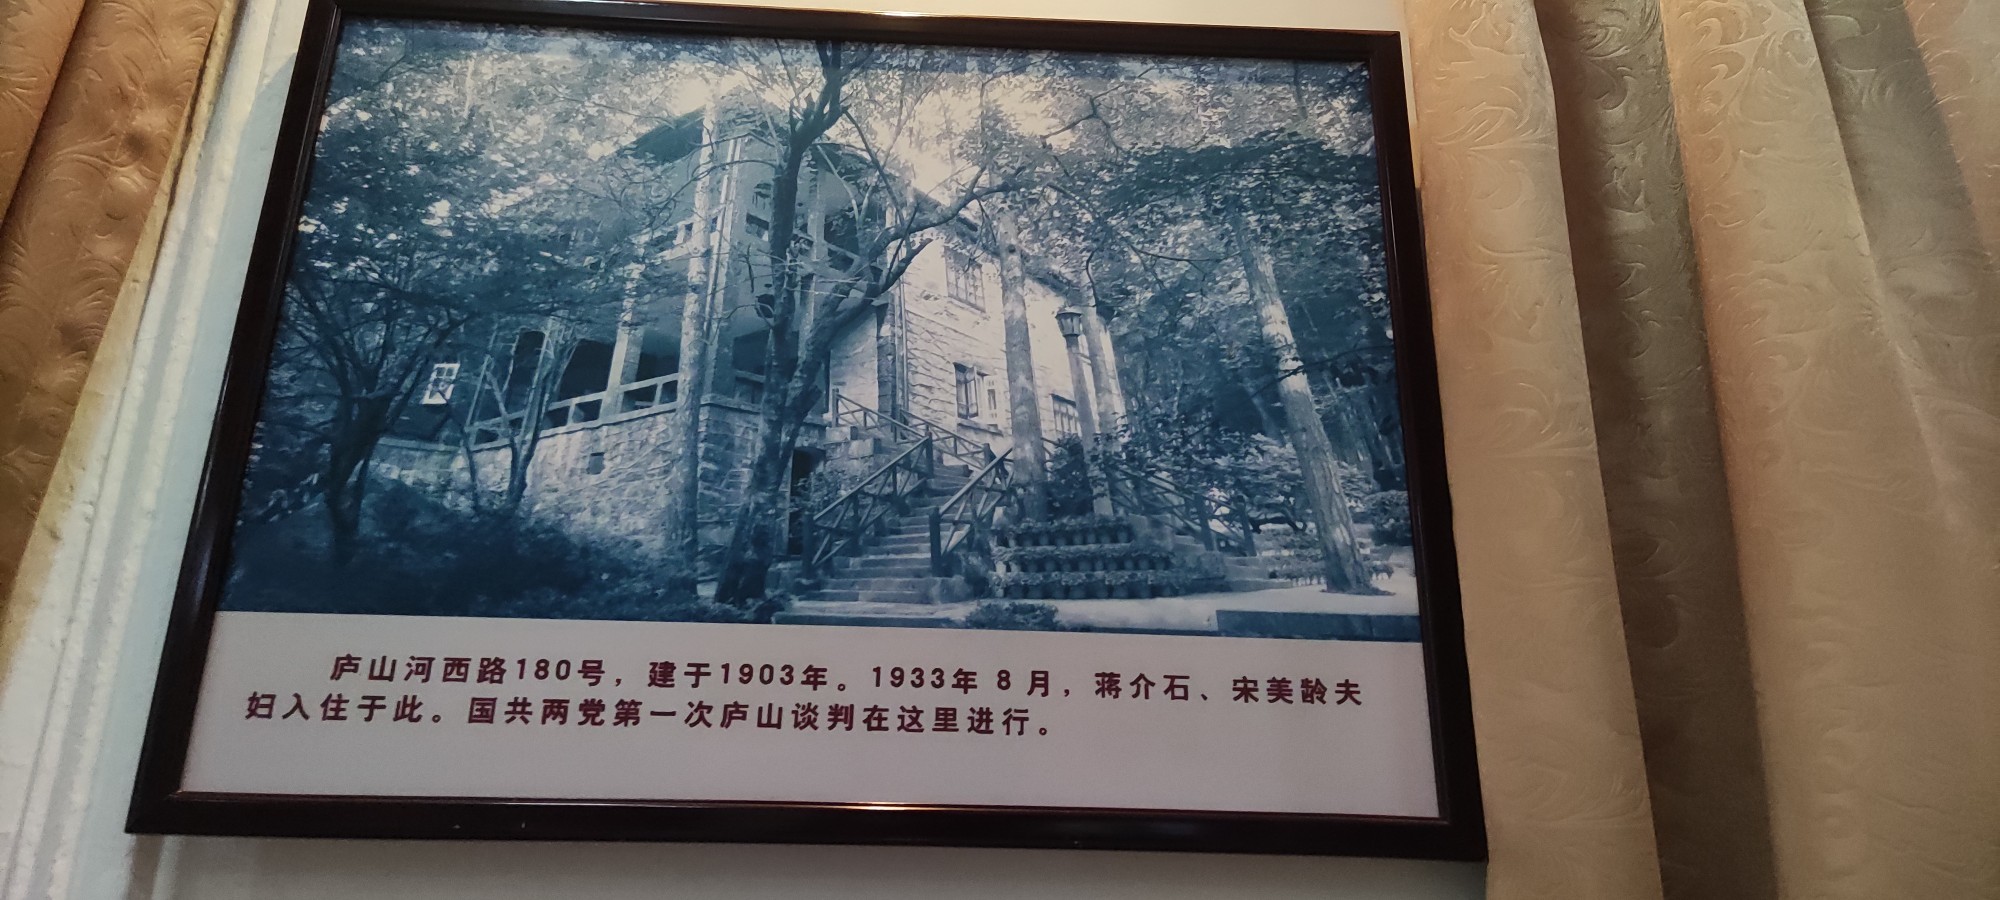 庐山河西路180号，建于1903年。1933年 8 月，蒋介石、宋美龄夫
妇入住于此。国共两党第一次庐山谈判在这里进行。